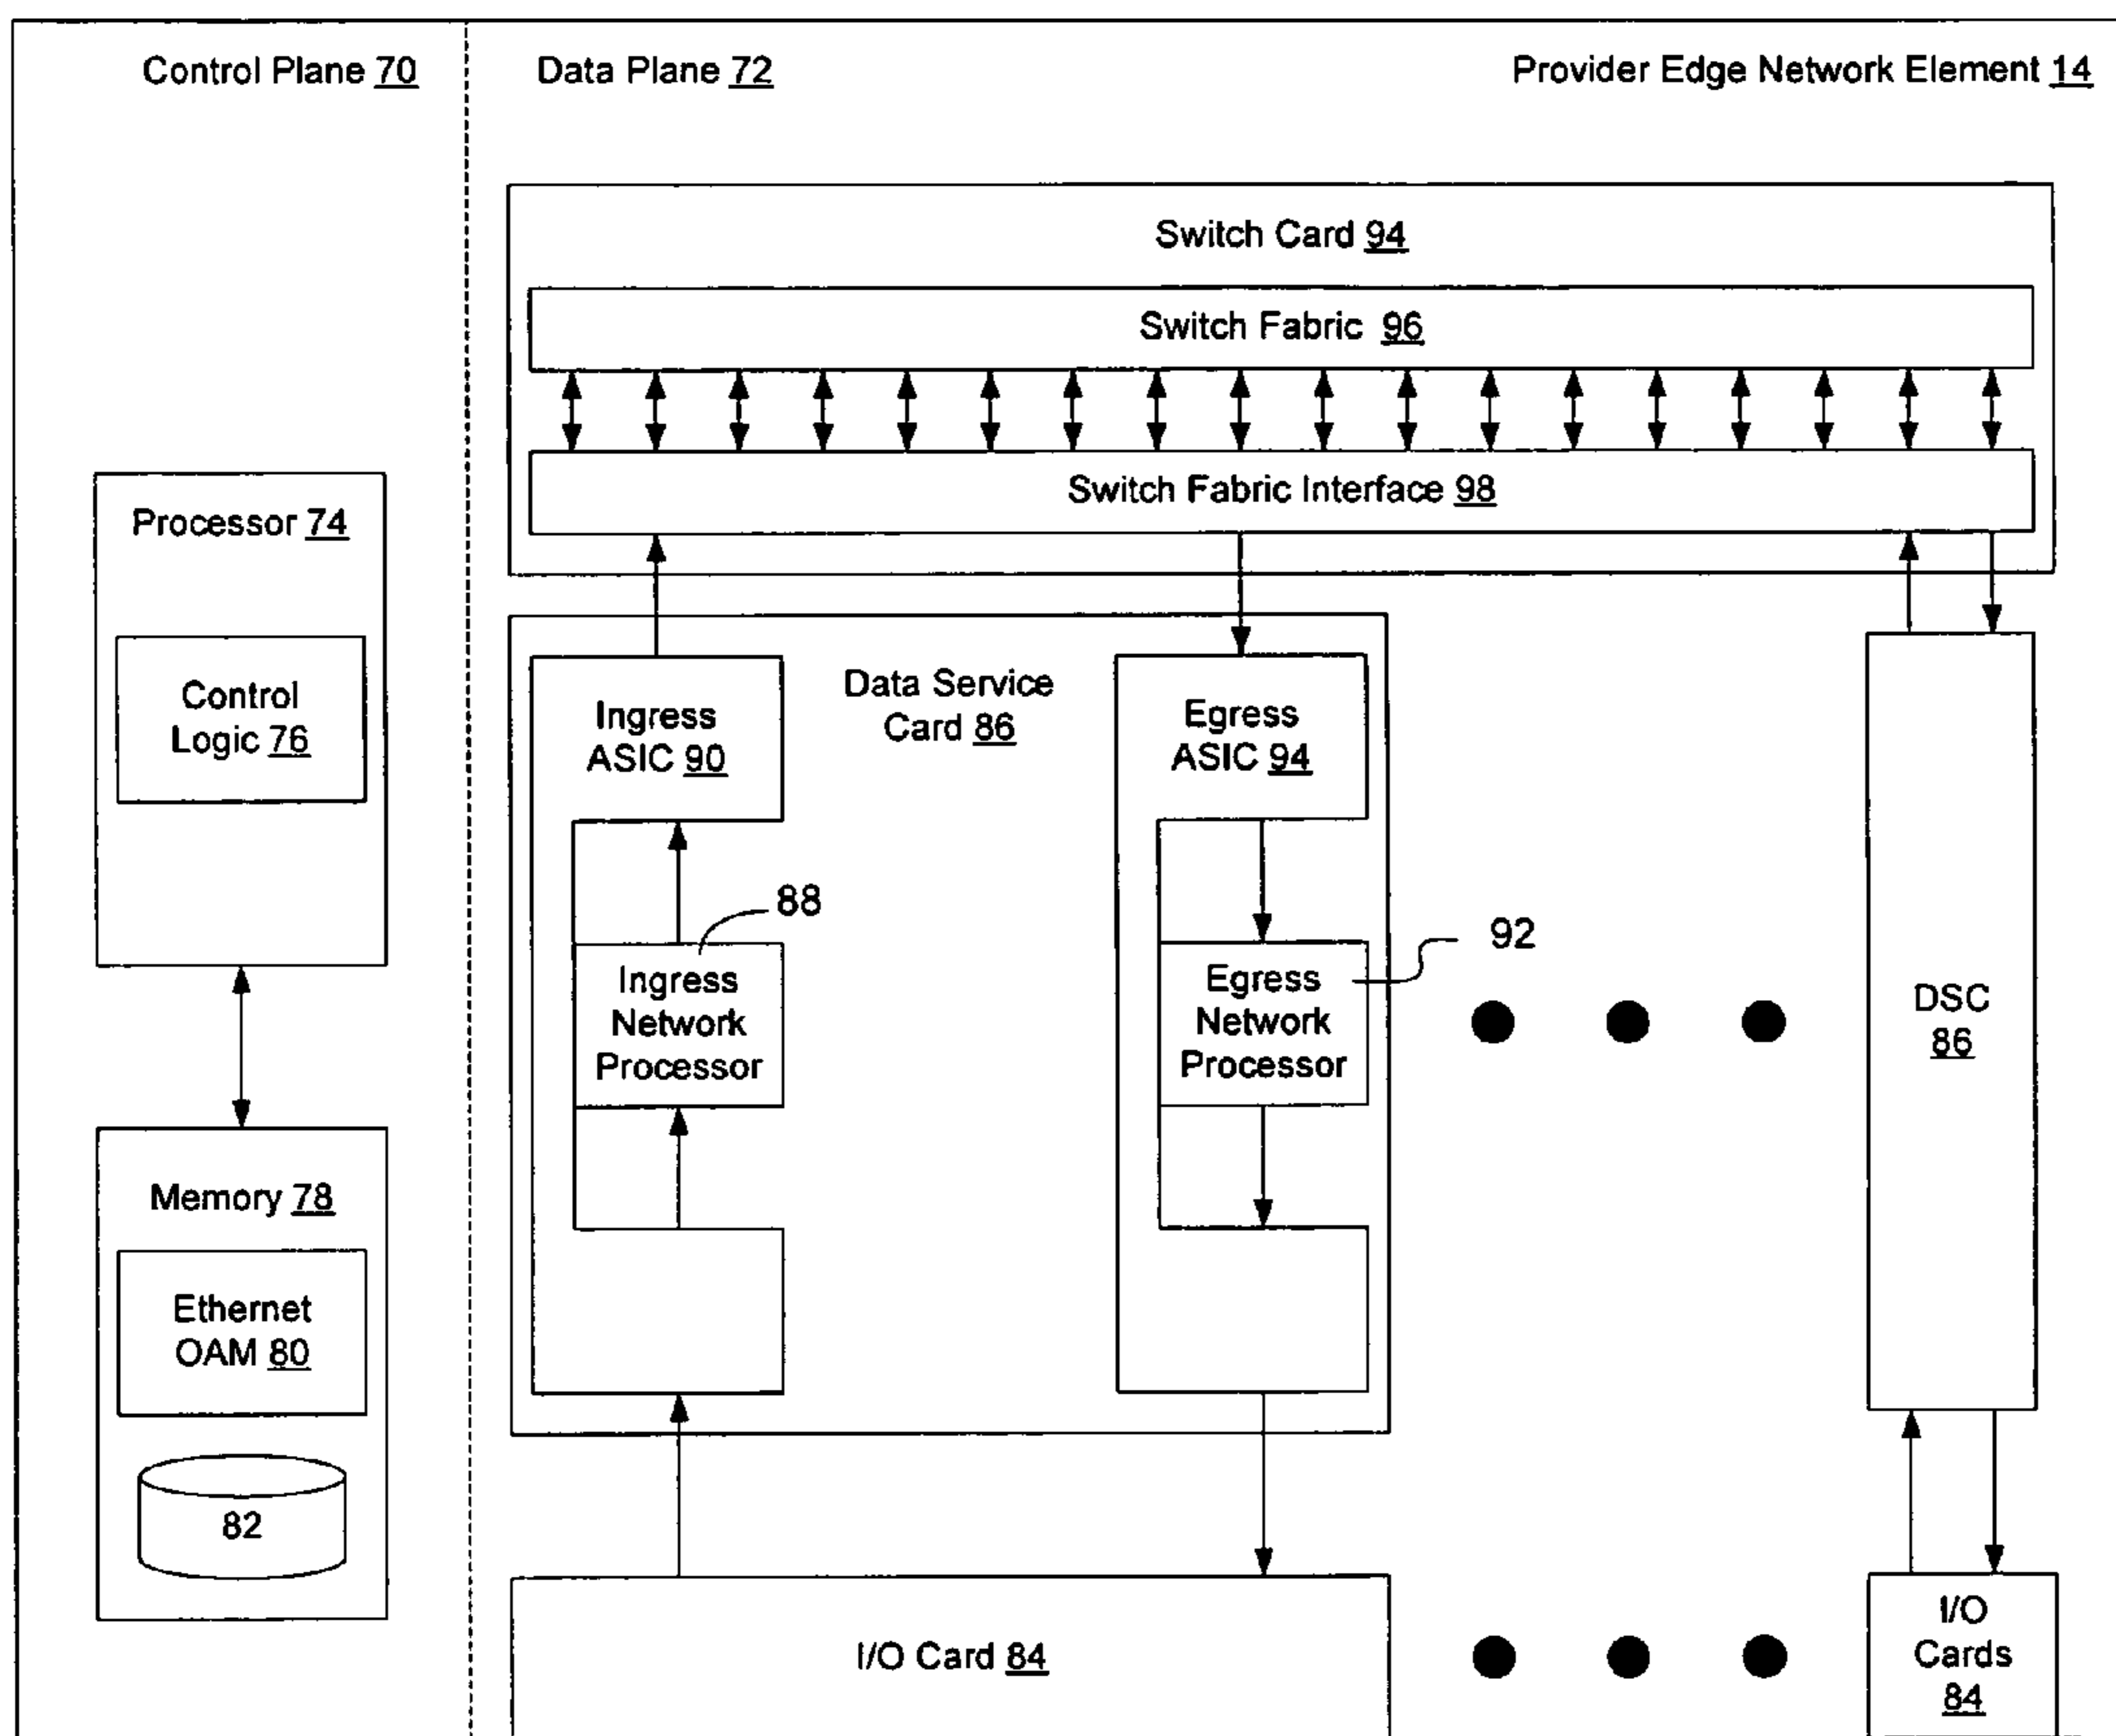 Control Plane 70
Data Plane 72
Provider Edge Network Element 14
Switch Card 94
Switch Fabric 96
Switch Fabric Interface 98
Processor 74
Control
Logic 76
Memory 78
Ethernet
OAM 80
82
Data Service
Card 86
Ingress
ASIC 90
88
Ingress
Network
Processor
Egress
ASIC 94
92
Egress
Network
Processor
DSC
86
I/O Card 84
I/O
Cards
84